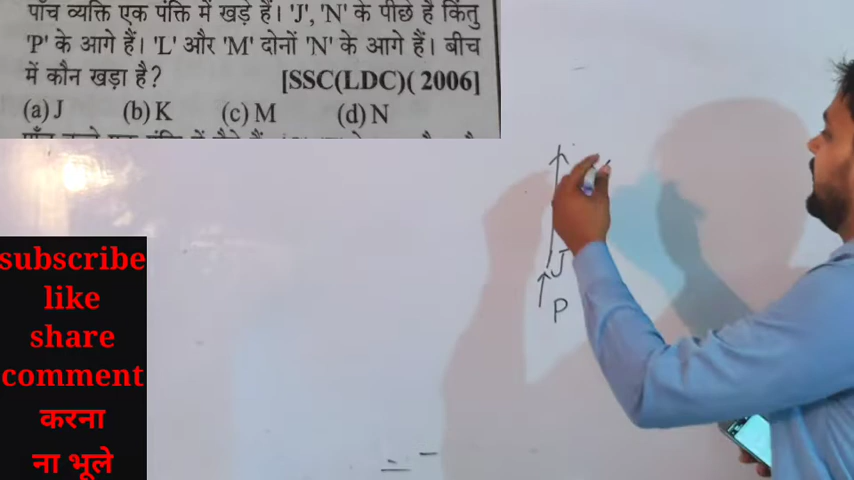 पाँच व्यक्ति एक पंक्ति में खड़े हैं। 'J', 'N' के पीछे है किंतु
'P' के आगे हैं। 'L' और 'M' दोनों 'N' के आगे हैं। बीच
में कौन खड़ा है? [SSC(LDC)( 2006]
(a) J (b) K (c) M (d) N
subscribe
like
share
comment
करना
ना भूले
J
P